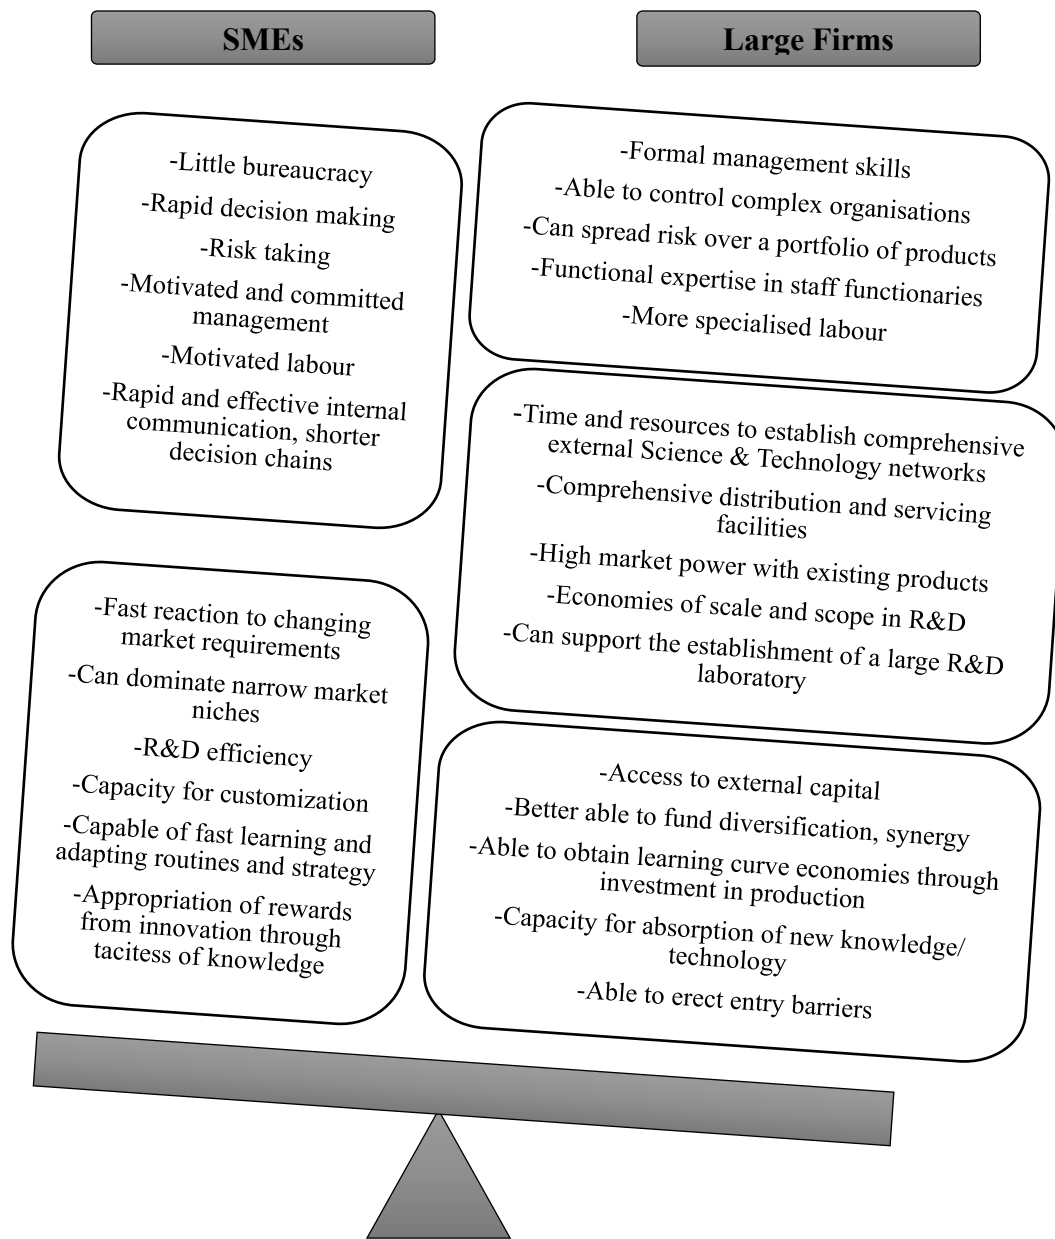 SMEs
Large Firms
-Little bureaucracy
-Rapid decision making
-Risk taking
-Motivated and committed
management
-Motivated labour
-Rapid and effective internal
communication, shorter
decision chains
-Fast reaction to changing
market requirements
-Can dominate narrow market
niches
-R&D efficiency
-Capacity for customization
-Capable of fast learning and
adapting routines and strategy
-Appropriation of rewards
from innovation through
tacitess of knowledge
-Formal management skills
-Able to control complex organisations
-Can spread risk over a portfolio of products
-Functional expertise in staff functionaries
-More specialised labour
-Time and resources to establish comprehensive
external Science & Technology networks
-Comprehensive distribution and servicing
facilities
-High market power with existing products
-Economies of scale and scope in R&D
-Can support the establishment of a large R&D
laboratory
-Access to external capital
-Better able to fund diversification, synergy
-Able to obtain learning curve economies through
investment in production
-Capacity for absorption of new knowledge/
technology
-Able to erect entry barriers